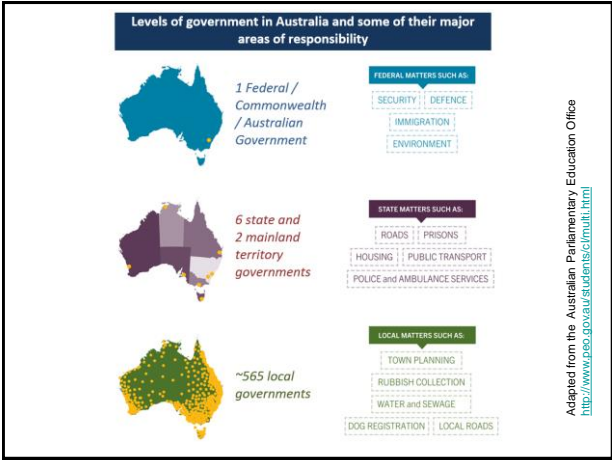 Levels of government in Australia and some of their major
areas of responsibility
1 Federal /
Commonwealth
/ Australian
Government
FEDERAL MATTERS SUCH AS:
SECURITY DEFENCE
IMMIGRATION
ENVIRONMENT
6 state and
2 mainland
territory
governments
STATE MATTERS SUCH AS:
ROADS PRISONS
HOUSING PUBLIC TRANSPORT
POLICE and AMBULANCE SERVICES
~565 local
governments
LOCAL MATTERS SUCH AS:
TOWN PLANNING
RUBBISH COLLECTION
WATER and SEWAGE
DOG REGISTRATION LOCAL ROADS
Adapted from the Australian Parliamentary Education Office
http://www.peo.gov.au/students/cl/multi.html